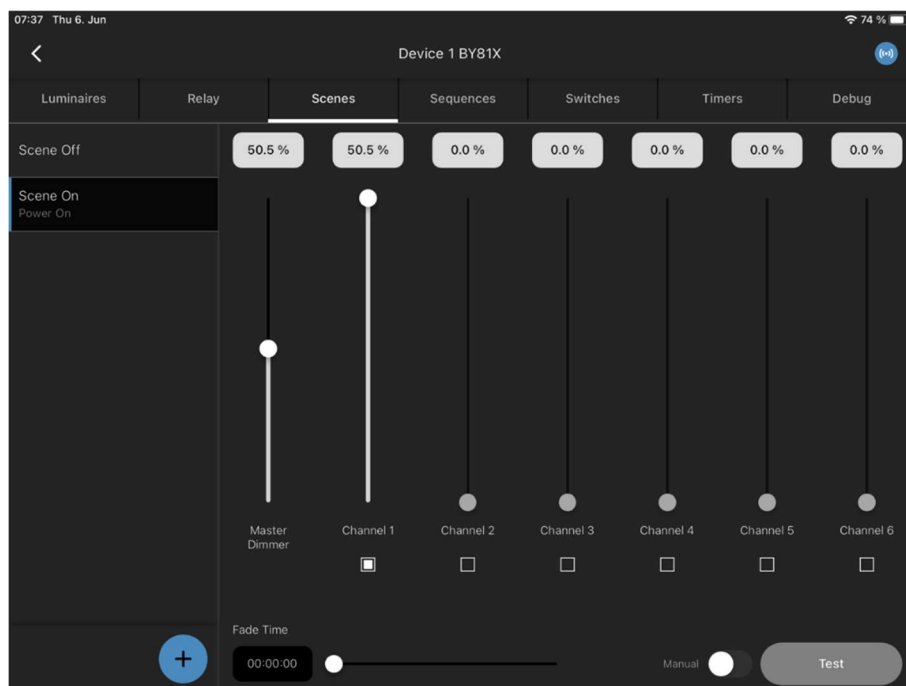 07:37 Thu 6. Jun
74 %
Device 1 BY81X
Luminaires Relay Scenes Sequences Switches Timers Debug
Scene Off
50.5 % 50.5 % 0.0 % 0.0 % 0.0 % 0.0 % 0.0 %
Scene On
Power On
Master
Dimmer
Channel 1 Channel 2 Channel 3 Channel 4 Channel 5 Channel 6
Fade Time
00:00:00
Manual
Test